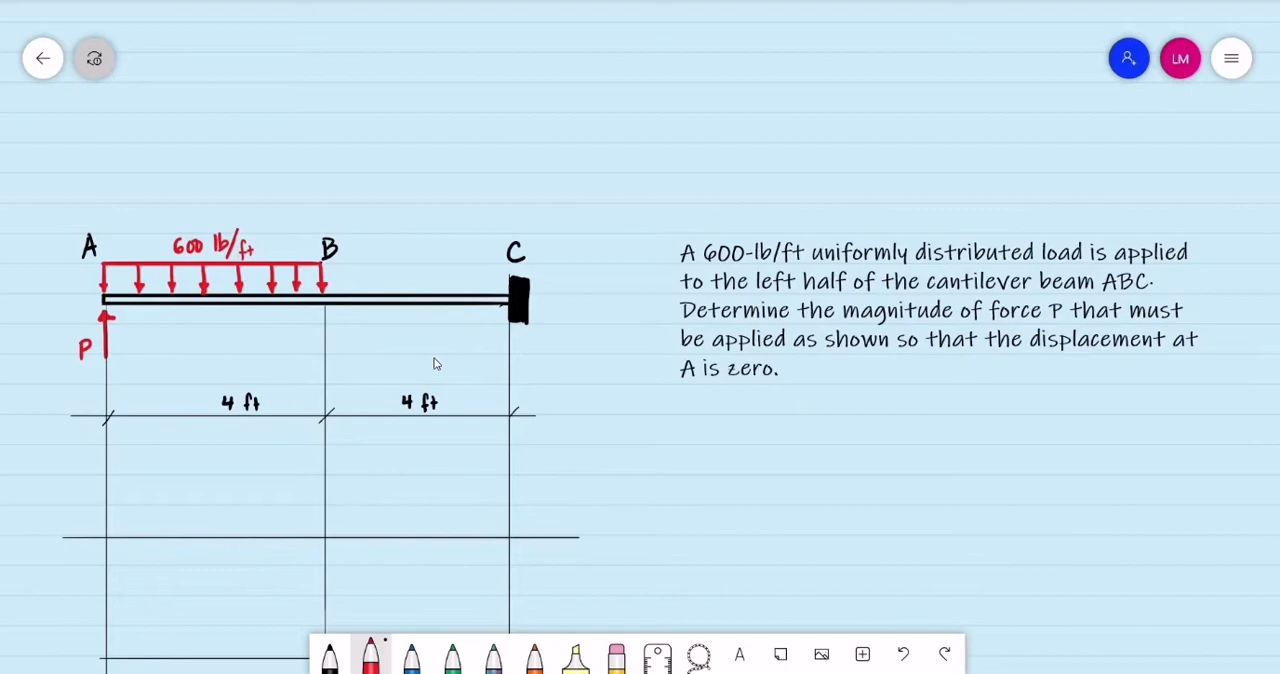 LM
A 600 lb/ft B C
P
4 ft 4 ft
A 600-lb/ft uniformly distributed load is applied
to the left half of the cantilever beam ABC.
Determine the magnitude of force P that must
be applied as shown so that the displacement at
A is zero.
A